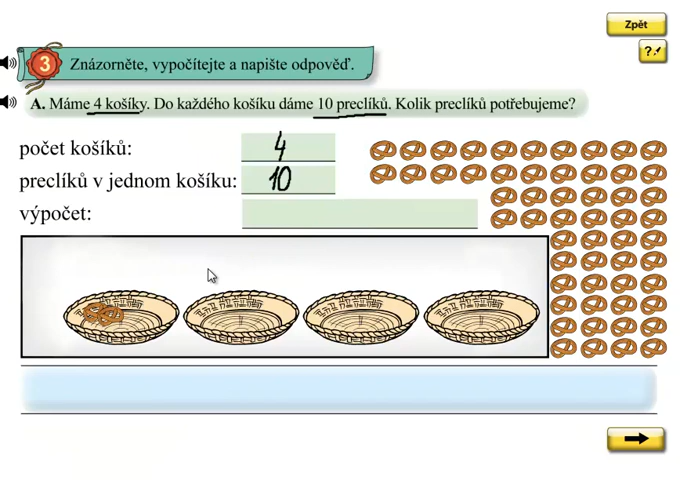 Zpět
?
3 Znázorněte, vypočítejte a napište odpověď.
A. Máme 4 košíky. Do každého košíku dáme 10 preclíků. Kolik preclíků potřebujeme?
počet košíků: 4
preclíků v jednom košíku: 10
výpočet: